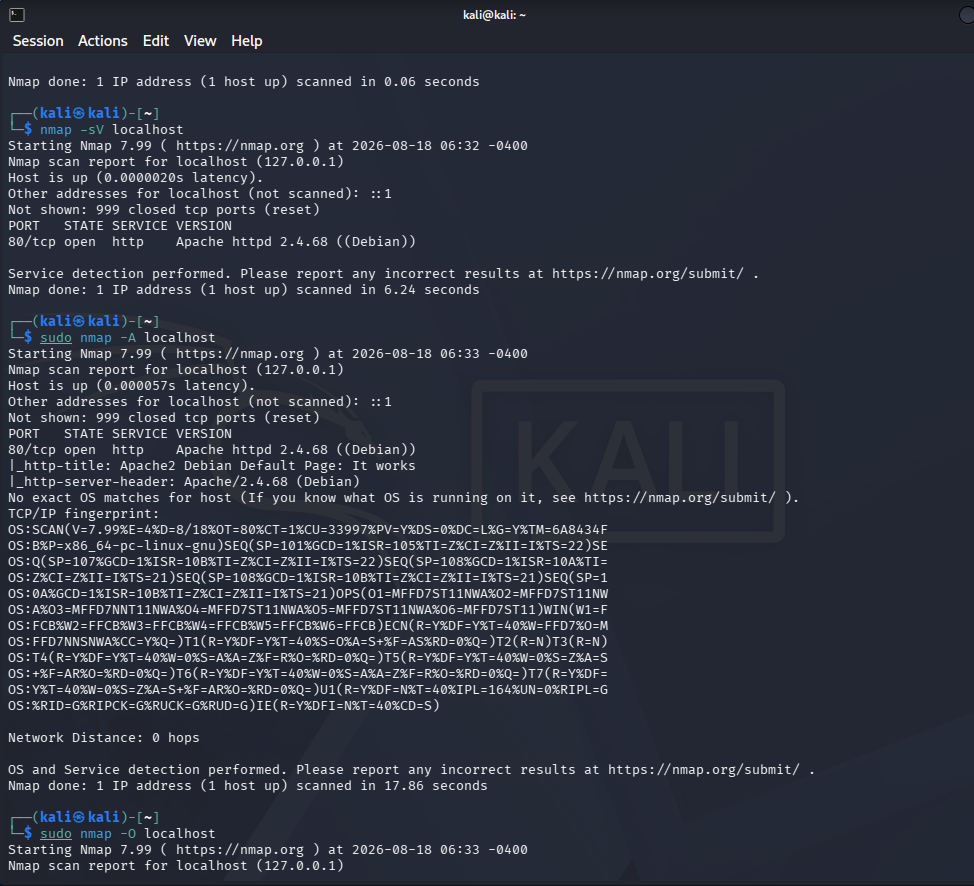 kali@kali: ~
Session Actions Edit View Help
Nmap done: 1 IP address (1 host up) scanned in 0.06 seconds
┌──(kali㉿kali)-[~]
└─$ nmap -sV localhost
Starting Nmap 7.99 ( https://nmap.org ) at 2026-08-18 06:32 -0400
Nmap scan report for localhost (127.0.0.1)
Host is up (0.0000020s latency).
Other addresses for localhost (not scanned): ::1
Not shown: 999 closed tcp ports (reset)
PORT   STATE SERVICE VERSION
80/tcp open  http    Apache httpd 2.4.68 ((Debian))
Service detection performed. Please report any incorrect results at https://nmap.org/submit/ .
Nmap done: 1 IP address (1 host up) scanned in 6.24 seconds
┌──(kali㉿kali)-[~]
└─$ sudo nmap -A localhost
Starting Nmap 7.99 ( https://nmap.org ) at 2026-08-18 06:33 -0400
Nmap scan report for localhost (127.0.0.1)
Host is up (0.000057s latency).
Other addresses for localhost (not scanned): ::1
Not shown: 999 closed tcp ports (reset)
PORT   STATE SERVICE VERSION
80/tcp open  http    Apache httpd 2.4.68 ((Debian))
|_http-title: Apache2 Debian Default Page: It works
|_http-server-header: Apache/2.4.68 (Debian)
No exact OS matches for host (If you know what OS is running on it, see https://nmap.org/submit/ ).
TCP/IP fingerprint:
OS:SCAN(V=7.99%E=4%D=8/18%OT=80%CT=1%CU=33997%PV=Y%DS=0%DC=L%G=Y%TM=6A8434F
OS:B%P=x86_64-pc-linux-gnu)SEQ(SP=101%GCD=1%ISR=105%TI=Z%CI=Z%II=I%TS=22)SE
OS:Q(SP=107%GCD=1%ISR=10B%TI=Z%CI=Z%II=I%TS=22)SEQ(SP=108%GCD=1%ISR=10A%TI=
OS:Z%CI=Z%II=I%TS=21)SEQ(SP=108%GCD=1%ISR=10B%TI=Z%CI=Z%II=I%TS=21)SEQ(SP=1
OS:0A%GCD=1%ISR=10B%TI=Z%CI=Z%II=I%TS=21)OPS(O1=MFFD7ST11NWA%O2=MFFD7ST11NW
OS:A%O3=MFFD7NNT11NWA%O4=MFFD7ST11NWA%O5=MFFD7ST11NWA%O6=MFFD7ST11)WIN(W1=F
OS:FCB%W2=FFCB%W3=FFCB%W4=FFCB%W5=FFCB%W6=FFCB)ECN(R=Y%DF=Y%T=40%W=FFD7%O=M
OS:FFD7NNSNWA%CC=Y%Q=)T1(R=Y%DF=Y%T=40%S=O%A=S+%F=AS%RD=0%Q=)T2(R=N)T3(R=N)
OS:T4(R=Y%DF=Y%T=40%W=0%S=A%A=Z%F=R%O=%RD=0%Q=)T5(R=Y%DF=Y%T=40%W=0%S=Z%A=S
OS:+%F=AR%O=%RD=0%Q=)T6(R=Y%DF=Y%T=40%W=0%S=A%A=Z%F=R%O=%RD=0%Q=)T7(R=Y%DF=
OS:Y%T=40%W=0%S=Z%A=S+%F=AR%O=%RD=0%Q=)U1(R=Y%DF=N%T=40%IPL=164%UN=0%RIPL=G
OS:%RID=G%RIPCK=G%RUCK=G%RUD=G)IE(R=Y%DFI=N%T=40%CD=S)
Network Distance: 0 hops
OS and Service detection performed. Please report any incorrect results at https://nmap.org/submit/ .
Nmap done: 1 IP address (1 host up) scanned in 17.86 seconds
┌──(kali㉿kali)-[~]
└─$ sudo nmap -O localhost
Starting Nmap 7.99 ( https://nmap.org ) at 2026-08-18 06:33 -0400
Nmap scan report for localhost (127.0.0.1)
KALI